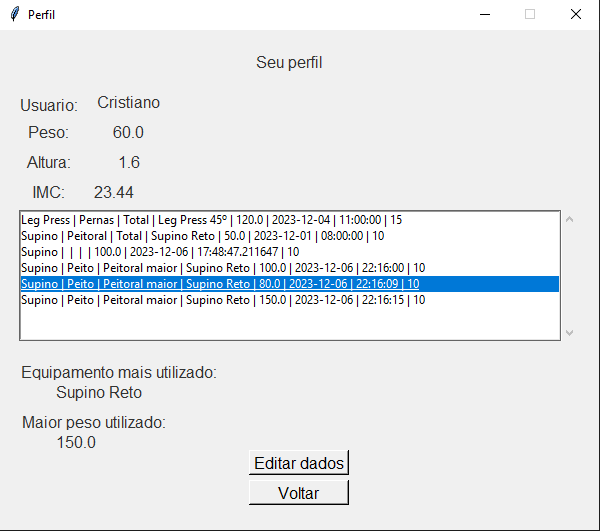 Perfil
Seu perfil
Usuario: Cristiano
Peso: 60.0
Altura: 1.6
IMC: 23.44
Leg Press | Pernas | Total | Leg Press 45º | 120.0 | 2023-12-04 | 11:00:00 | 15
Supino | Peitoral | Total | Supino Reto | 50.0 | 2023-12-01 | 08:00:00 | 10
Supino | | | | 100.0 | 2023-12-06 | 17:48:47.211647 | 10
Supino | Peito | Peitoral maior | Supino Reto | 100.0 | 2023-12-06 | 22:16:00 | 10
Supino | Peito | Peitoral maior | Supino Reto | 80.0 | 2023-12-06 | 22:16:09 | 10
Supino | Peito | Peitoral maior | Supino Reto | 150.0 | 2023-12-06 | 22:16:15 | 10
Equipamento mais utilizado:
Supino Reto
Maior peso utilizado:
150.0
Editar dados
Voltar